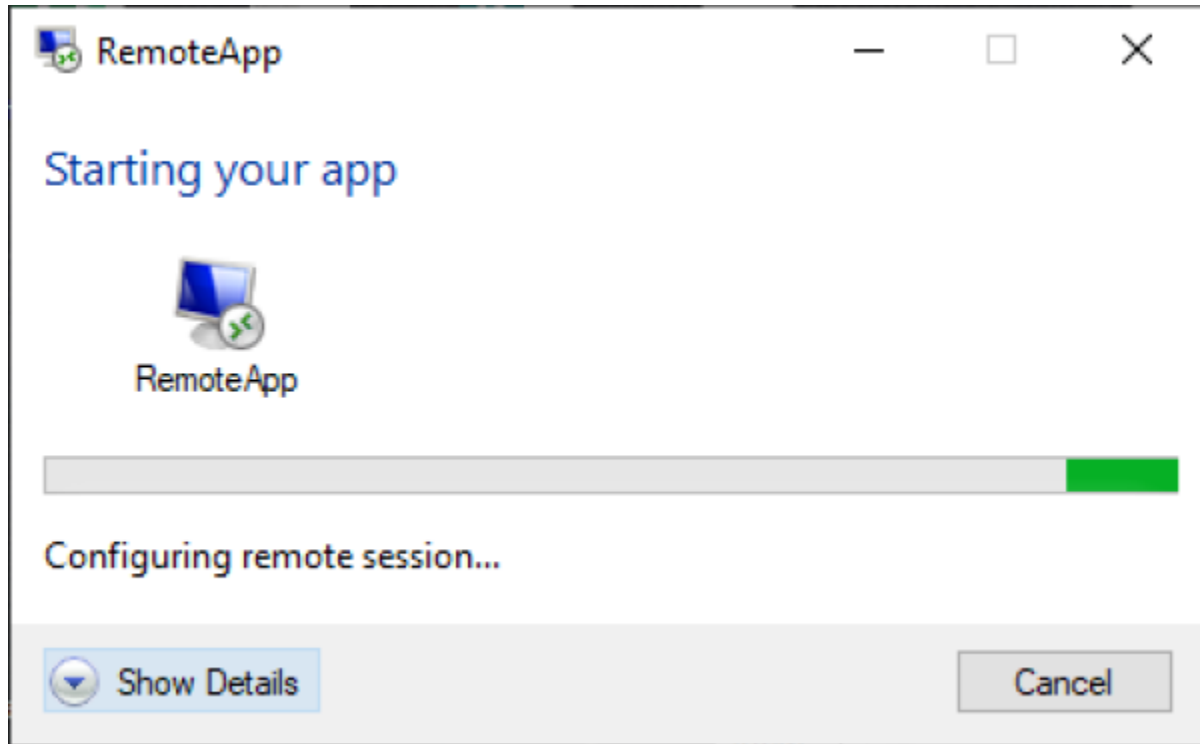 RemoteApp
Starting your app
RemoteApp
Configuring remote session...
Show Details
Cancel